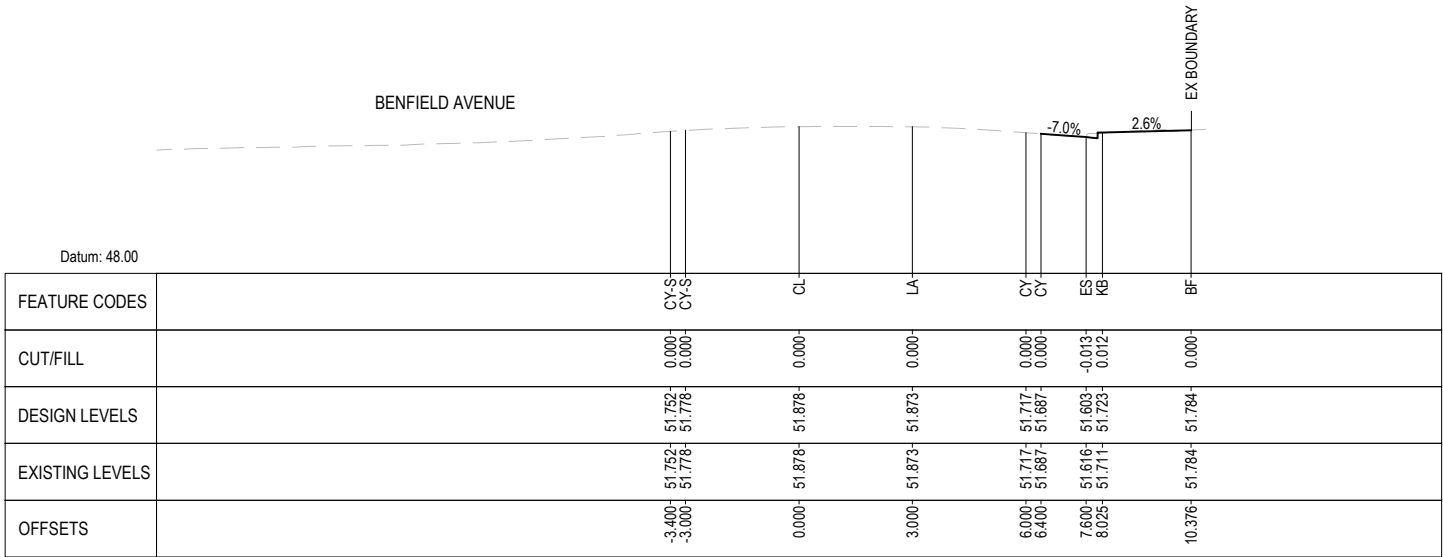 EX BOUNDARY
BENFIELD AVENUE
-7.0%
2.6%
Datum: 48.00
FEATURE CODES CY-S CY-S CL LA CY CY ES KB BF
CUT/FILL 0.000 0.000 0.000 0.000 0.000 0.000 -0.013 0.012 0.000
DESIGN LEVELS 51.752 51.778 51.878 51.873 51.717 51.687 51.603 51.723 51.784
EXISTING LEVELS 51.752 51.778 51.878 51.873 51.717 51.687 51.616 51.711 51.784
OFFSETS -3.400 -3.000 0.000 3.000 6.000 6.400 7.600 8.025 10.376